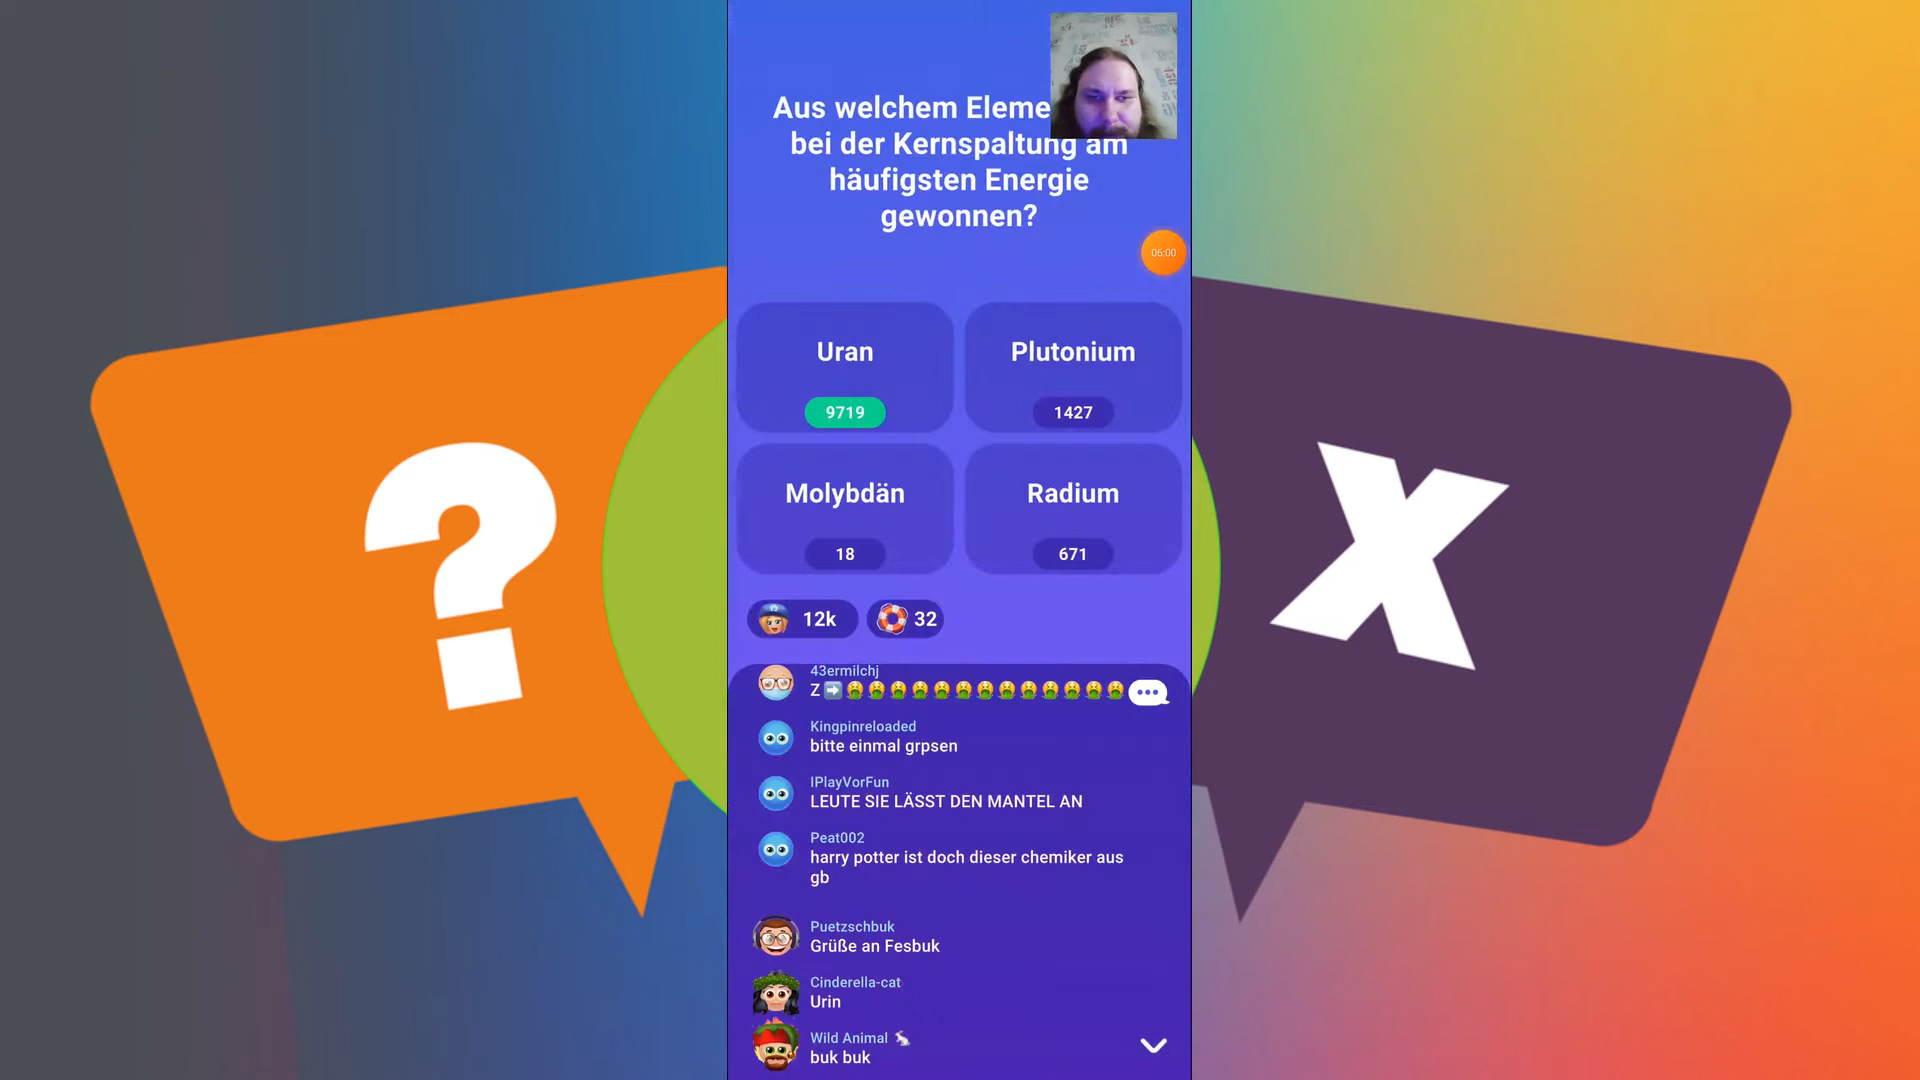 Aus welchem Eleme
bei der Kernspaltung am
häufigsten Energie
gewonnen?
06:00
Uran
9719
Plutonium
1427
Molybdän
18
Radium
671
12k
32
?
X
43ermilchj
Z➡️🤮🤮🤮🤮🤮🤮🤮🤮🤮🤮🤮🤮🤮
Kingpinreloaded
bitte einmal grpsen
IPlayVorFun
LEUTE SIE LÄSST DEN MANTEL AN
Peat002
harry potter ist doch dieser chemiker aus
gb
Puetzschbuk
Grüße an Fesbuk
Cinderella-cat
Urin
Wild Animal 🐇
buk buk